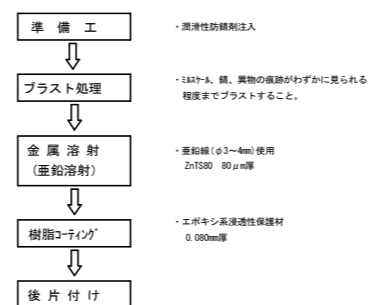 準 備 工
・潤滑性防錆剤注入
ブラスト処理
・ﾐﾙｽｹｰﾙ、錆、異物の痕跡がわずかに見られる
程度までブラストすること。
金 属 溶 射
(亜鉛溶射)
・亜鉛線(φ3～4mm)使用
ZnTS80 80μm厚
樹脂ｺｰﾃｨﾝｸﾞ
・エポキシ系浸透性保護材
0.080mm厚
後 片 付 け